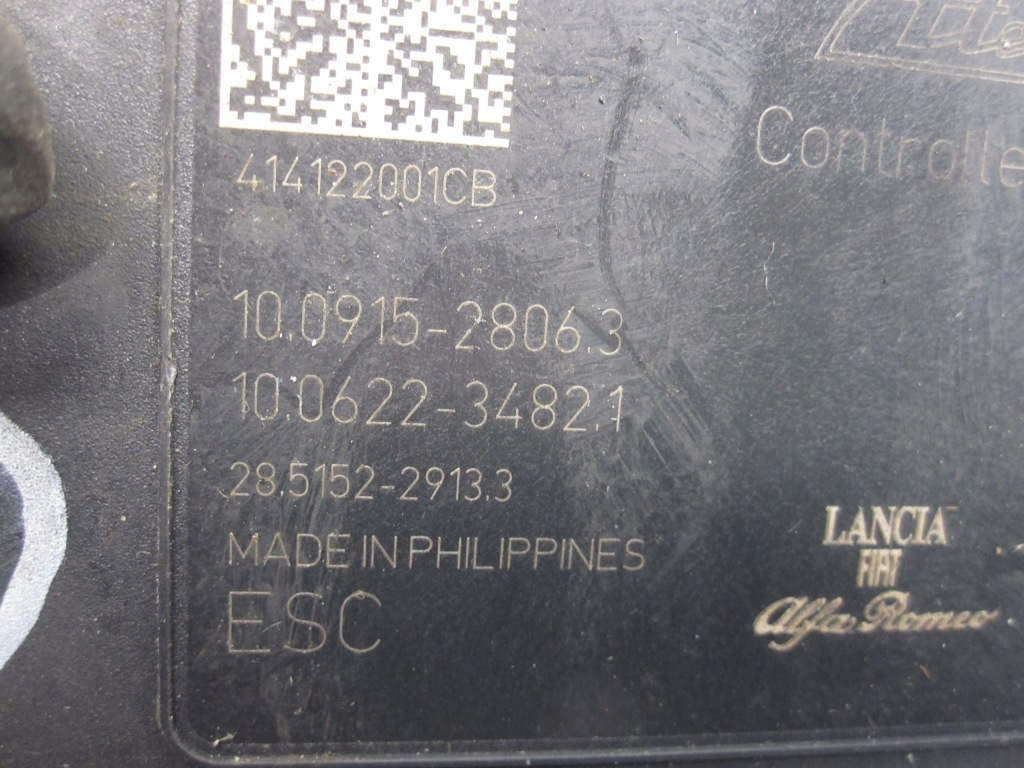 Controlle
414122001CB
10.0915-2806.3
10.0622-3482.1
28.5152-2913.3
MADE IN PHILIPPINES
ESC
LANCIA
FIAT
Alfa Romeo